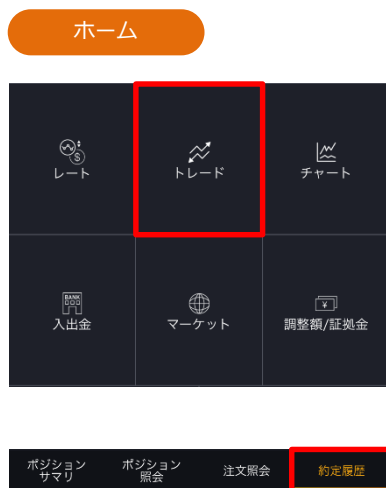 ホーム
レート
トレード
チャート
BANK
入出金
マーケット
¥
調整額/証拠金
ポジション
サマリ
ポジション
照会
注文照会
約定履歴